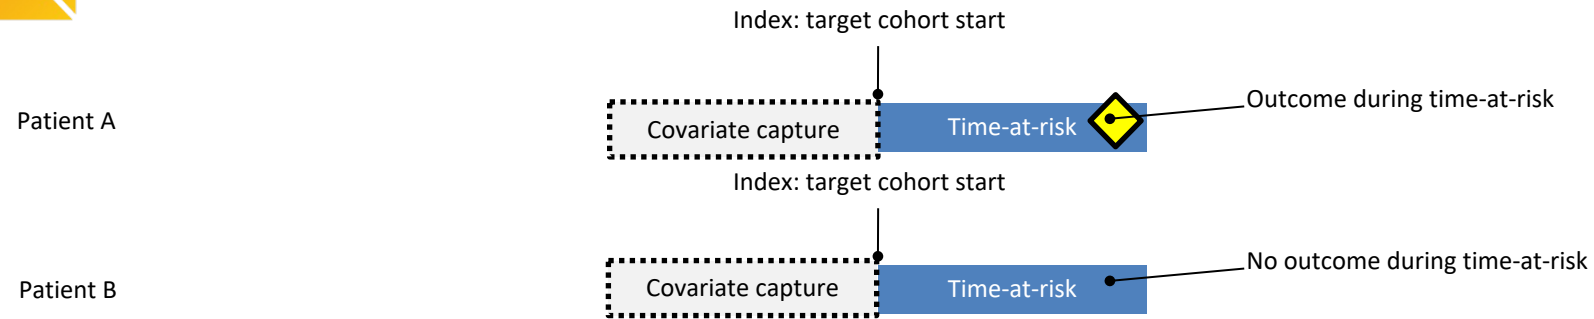 Index: target cohort start
Patient A
Covariate capture
Time-at-risk
Outcome during time-at-risk
Index: target cohort start
Patient B
Covariate capture
Time-at-risk
No outcome during time-at-risk